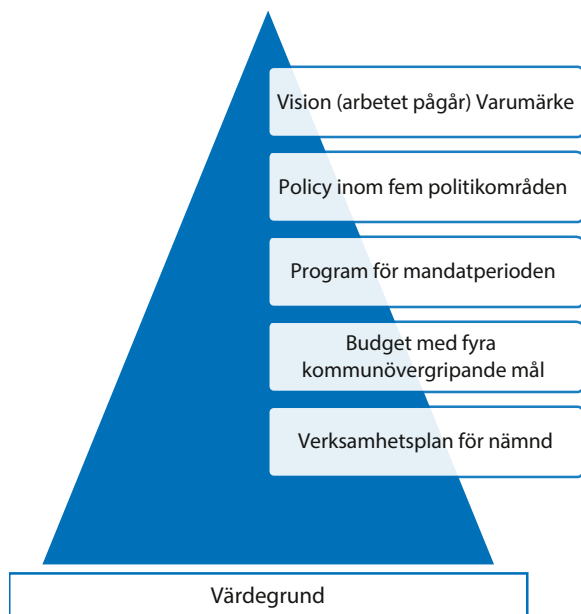 Vision (arbetet pågår) Varumärke
Policy inom fem politikområden
Program för mandatperioden
Budget med fyra
kommunövergripande mål
Verksamhetsplan för nämnd
Värdegrund